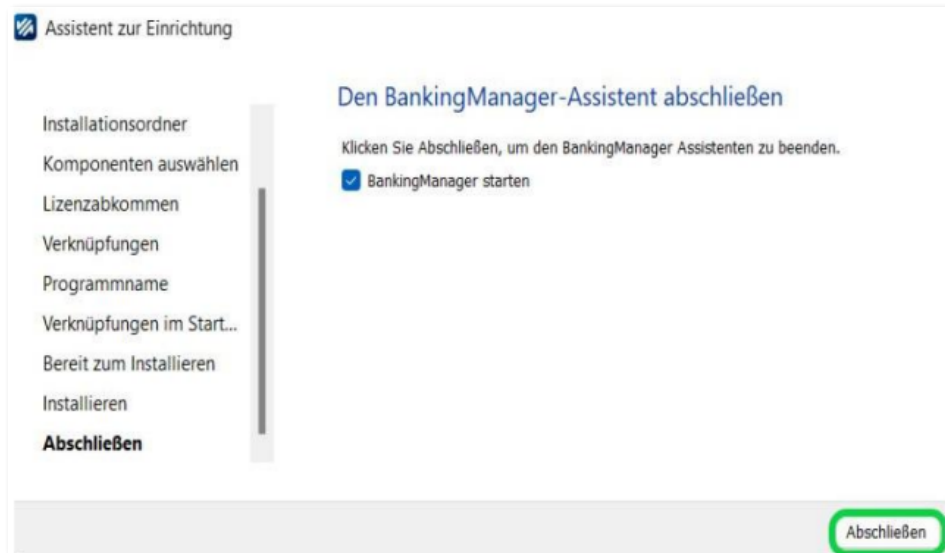 Assistent zur Einrichtung
Installationsordner
Komponenten auswählen
Lizenzabkommen
Verknüpfungen
Programmname
Verknüpfungen im Start...
Bereit zum Installieren
Installieren
Abschließen
Den BankingManager-Assistent abschließen
Klicken Sie Abschließen, um den BankingManager Assistenten zu beenden.
BankingManager starten
Abschließen